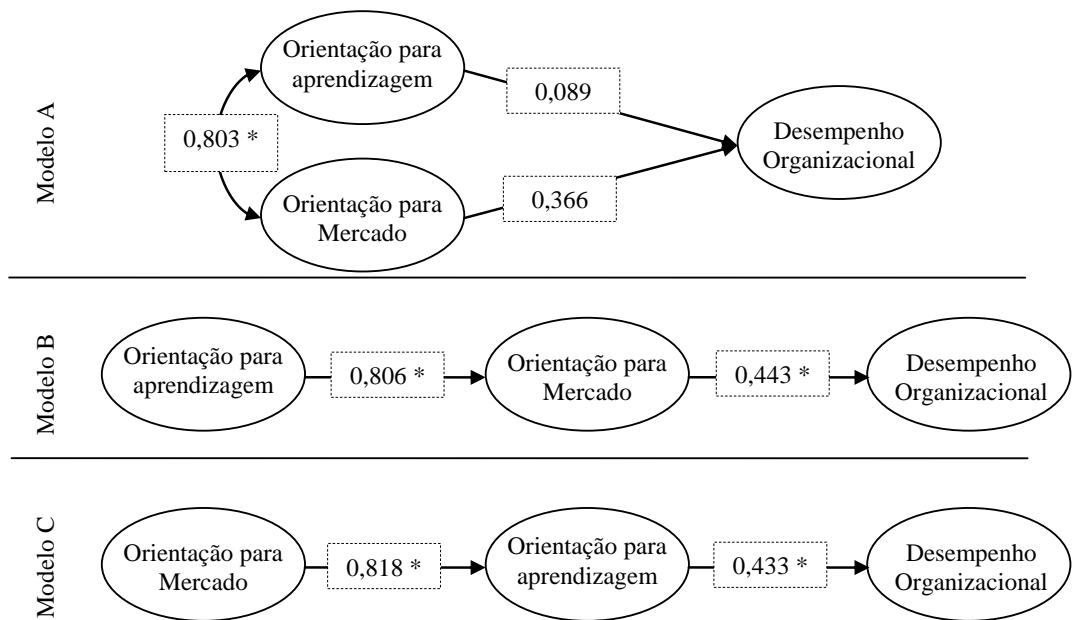 Modelo A
Orientação para
aprendizagem
0,803 *
Orientação para
Mercado
0,089
0,366
Desempenho
Organizacional
Modelo B
Orientação para
aprendizagem
0,806 *
Orientação para
Mercado
0,443 *
Desempenho
Organizacional
Modelo C
Orientação para
Mercado
0,818 *
Orientação para
aprendizagem
0,433 *
Desempenho
Organizacional